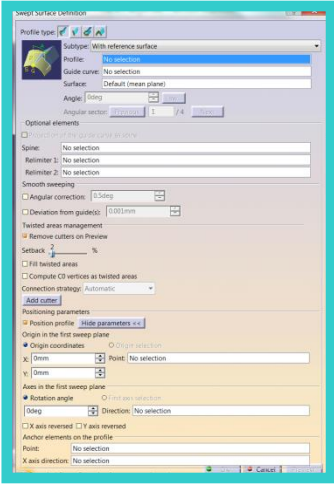 Swept Surface Definition
Profile type:
Subtype: With reference surface
Profile: No selection
Guide curve: No selection
Surface: Default (mean plane)
Angle: 0deg
Angular sector: Previous 1 / 4 Next
Optional elements
Spine: No selection
Relimiter 1: No selection
Relimiter 2: No selection
Smooth sweeping
Angular correction: 0.5deg
Deviation from guide(s): 0.001mm
Twisted areas management
Remove cutters on Preview
Setback 2 %
Fill twisted areas
Compute C0 vertices as twisted areas
Connection strategy: Automatic
Add cutter
Positioning parameters
Position profile Hide parameters <<
Origin in the first sweep plane
Origin coordinates Origin selection
X: 0mm Point: No selection
Y: 0mm
Axes in the first sweep plane
Rotation angle
0deg Direction: No selection
X axis reversed Y axis reversed
Anchor elements on the profile
Point: No selection
X axis direction: No selection
Cancel